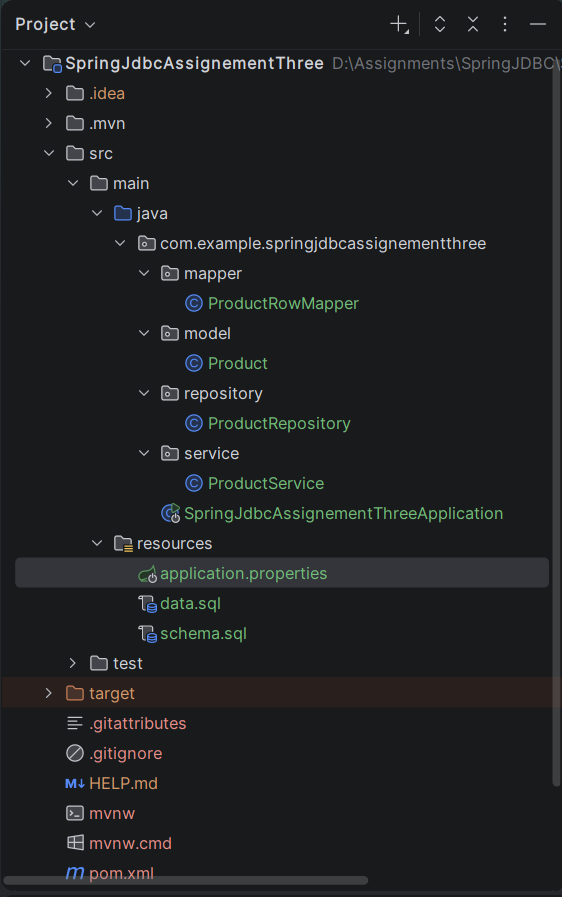 Project
SpringJdbcAssignementThree D:\Assignments\SpringJDBC\
.idea
.mvn
src
main
java
com.example.springjdbcassignementthree
mapper
C ProductRowMapper
model
C Product
repository
C ProductRepository
service
C ProductService
SpringJdbcAssignementThreeApplication
resources
application.properties
data.sql
schema.sql
test
target
.gitattributes
.gitignore
M↓ HELP.md
mvnw
mvnw.cmd
m pom.xml